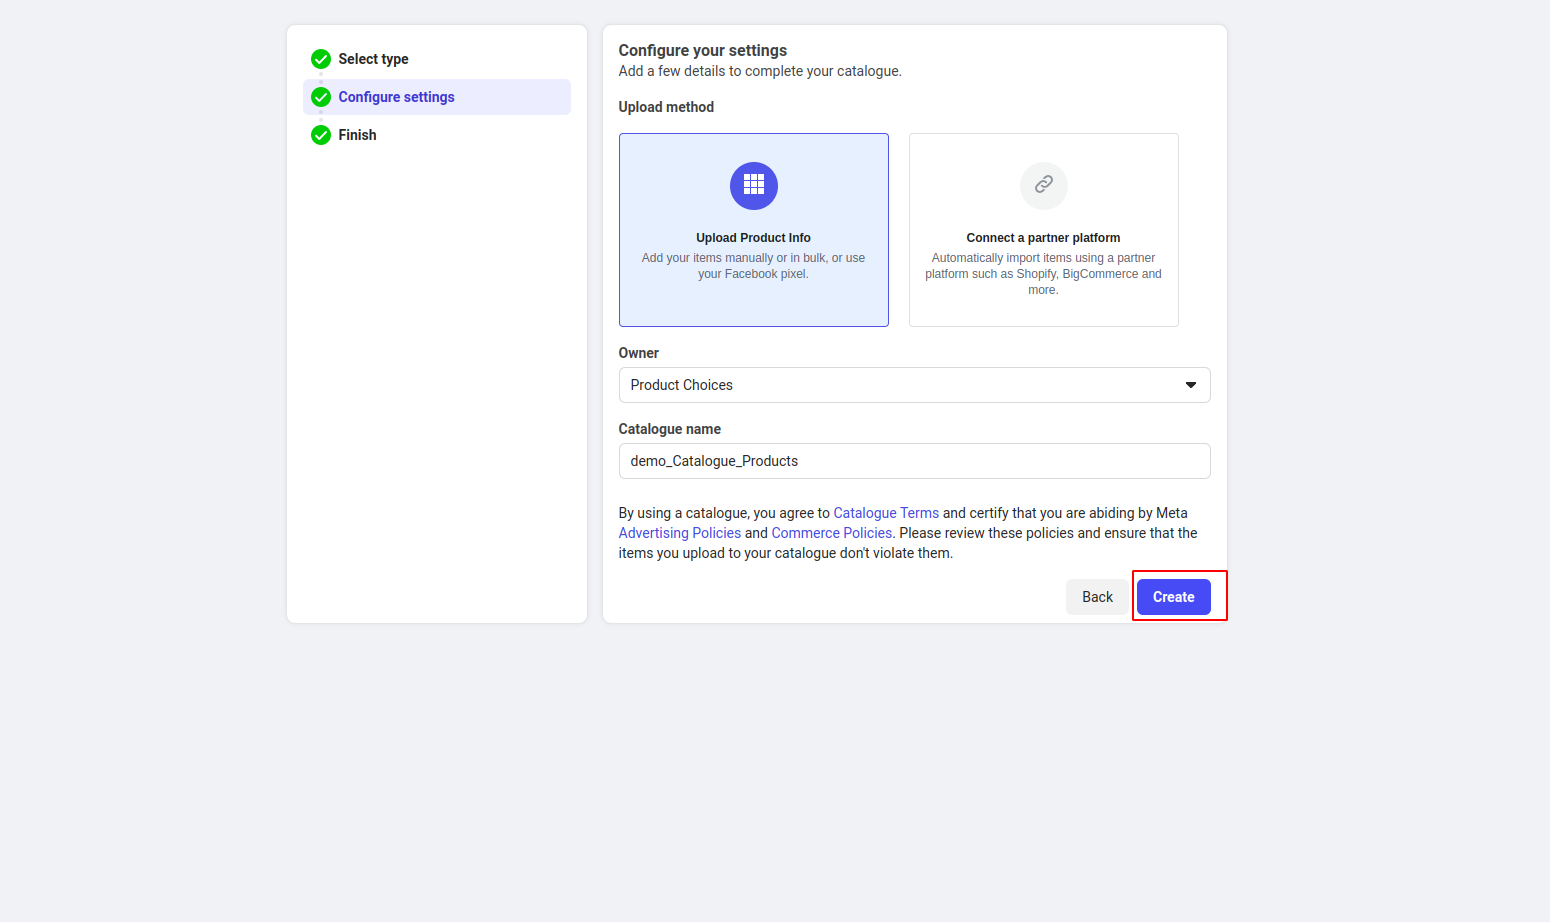 Select type
Configure settings
Finish
Configure your settings
Add a few details to complete your catalogue.
Upload method
Upload Product Info
Add your items manually or in bulk, or use
your Facebook pixel.
Connect a partner platform
Automatically import items using a partner
platform such as Shopify, BigCommerce and
more.
Owner
Product Choices
Catalogue name
demo_Catalogue_Products
By using a catalogue, you agree to Catalogue Terms and certify that you are abiding by Meta
Advertising Policies and Commerce Policies. Please review these policies and ensure that the
items you upload to your catalogue don't violate them.
Back
Create